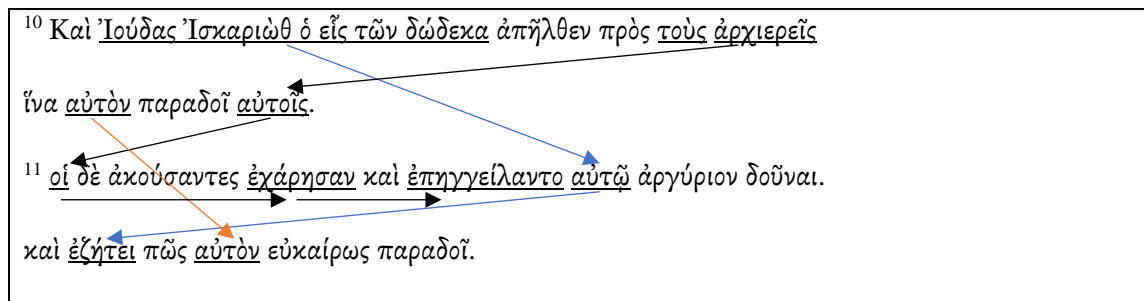 ¹⁰ Καὶ Ἰούδας Ἰσκαριὼθ ὁ εἷς τῶν δώδεκα ἀπῆλθεν πρὸς τοὺς ἀρχιερεῖς
ἵνα αὐτὸν παραδοῖ αὐτοῖς.
¹¹ οἱ δὲ ἀκούσαντες ἐχάρησαν καὶ ἐπηγγείλαντο αὐτῷ ἀργύριον δοῦναι.
καὶ ἐζήτει πῶς αὐτὸν εὐκαίρως παραδοῖ.